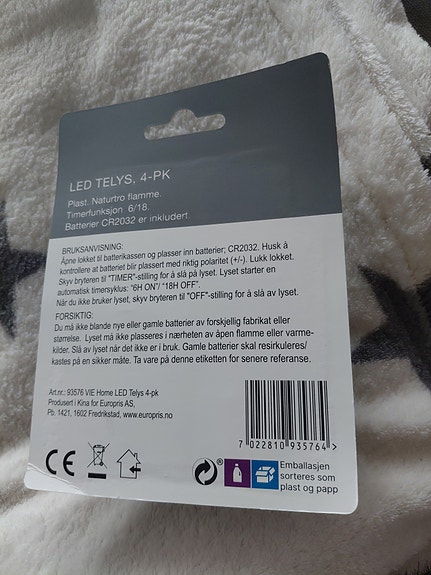 LED TELYS, 4-PK
Plast. Naturtro flamme.
Timerfunksjon 6/18.
Batterier CR2032 er inkludert.
BRUKSANVISNING:
Åpne lokket til batterikassen og plasser inn batterier; CR2032. Husk å
kontrollere at batteriet blir plassert med riktig polaritet (+/-). Lukk lokket.
Skyv bryteren til "TIMER"-stilling for å slå på lyset. Lyset starter en
automatisk timersyklus: "6H ON"/ "18H OFF".
Når du ikke bruker lyset, skyv bryteren til "OFF"-stilling for å slå av lyset.
FORSIKTIG:
Du må ikke blande nye eller gamle batterier av forskjellig fabrikat eller
størrelse. Lyset må ikke plasseres i nærheten av åpen flamme eller varme-
kilder. Slå av lyset når det ikke er i bruk. Gamle batterier skal resirkuleres/
kastes på en sikker måte. Ta vare på denne etiketten for senere referanse.
Art.nr.: 93576 VIE Home LED Telys 4-pk
Produsert i Kina for Europris AS,
Pb. 1421, 1602 Fredrikstad, www.europris.no
7 022810 935764 >
CE
Emballasjen
sorteres som
plast og papp